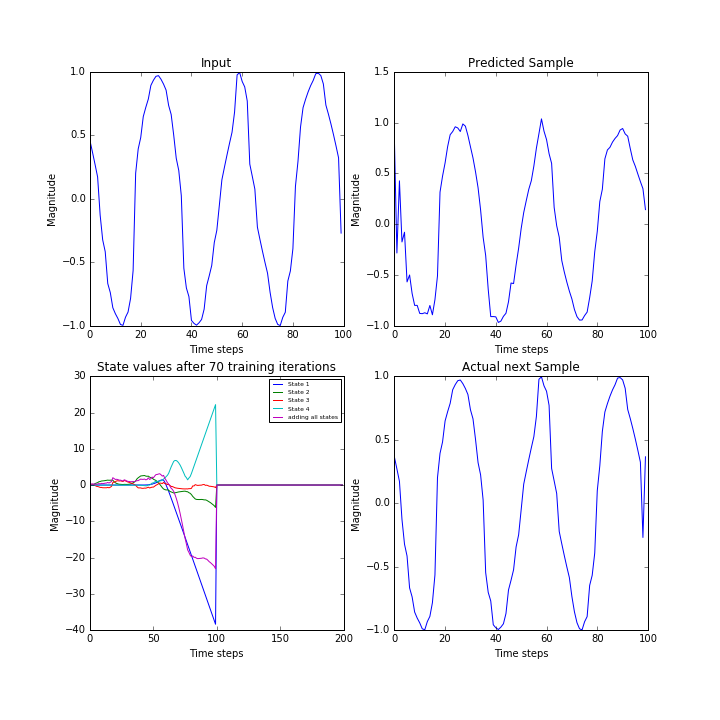 Input
Magnitude
1.0
0.5
0.0
−0.5
−1.0
0 20 40 60 80 100
Time steps
Predicted Sample
Magnitude
1.5
1.0
0.5
0.0
−0.5
−1.0
0 20 40 60 80 100
Time steps
State values after 70 training iterations
Magnitude
30
20
10
0
−10
−20
−30
−40
0 50 100 150 200
Time steps
State 1
State 2
State 3
State 4
adding all states
Actual next Sample
Magnitude
1.0
0.5
0.0
−0.5
−1.0
0 20 40 60 80 100
Time steps